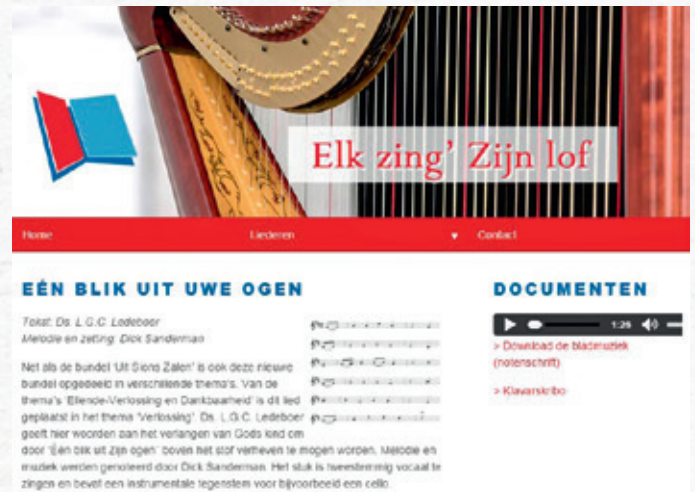 Elk zing' Zijn lof
Home Liederen Contact
EÉN BLIK UIT UWE OGEN
Tekst: Ds. L.G.C. Ledeboer
Melodie en zetting: Dick Sanderman
Net als de bundel 'Uit Sions Zalen' is ook deze nieuwe
bundel opgedeeld in verschillende thema's. Van de
thema's 'Ellende-Verlossing en Dankbaarheid' is dit lied
geplaatst in het thema 'Verlossing'. Ds. L.G.C. Ledeboer
geeft hier woorden aan het verlangen van Gods kind om
door 'Één blik uit Zijn ogen' boven het stof verheven te mogen worden. Melodie en
muziek werden genoteerd door Dick Sanderman. Het stuk is tweestemmig vocaal te
zingen en bevat een instrumentale tegenstem voor bijvoorbeeld een cello.
DOCUMENTEN
1:26
> Download de bladmuziek
(notenschrift)
> Klavarskribo